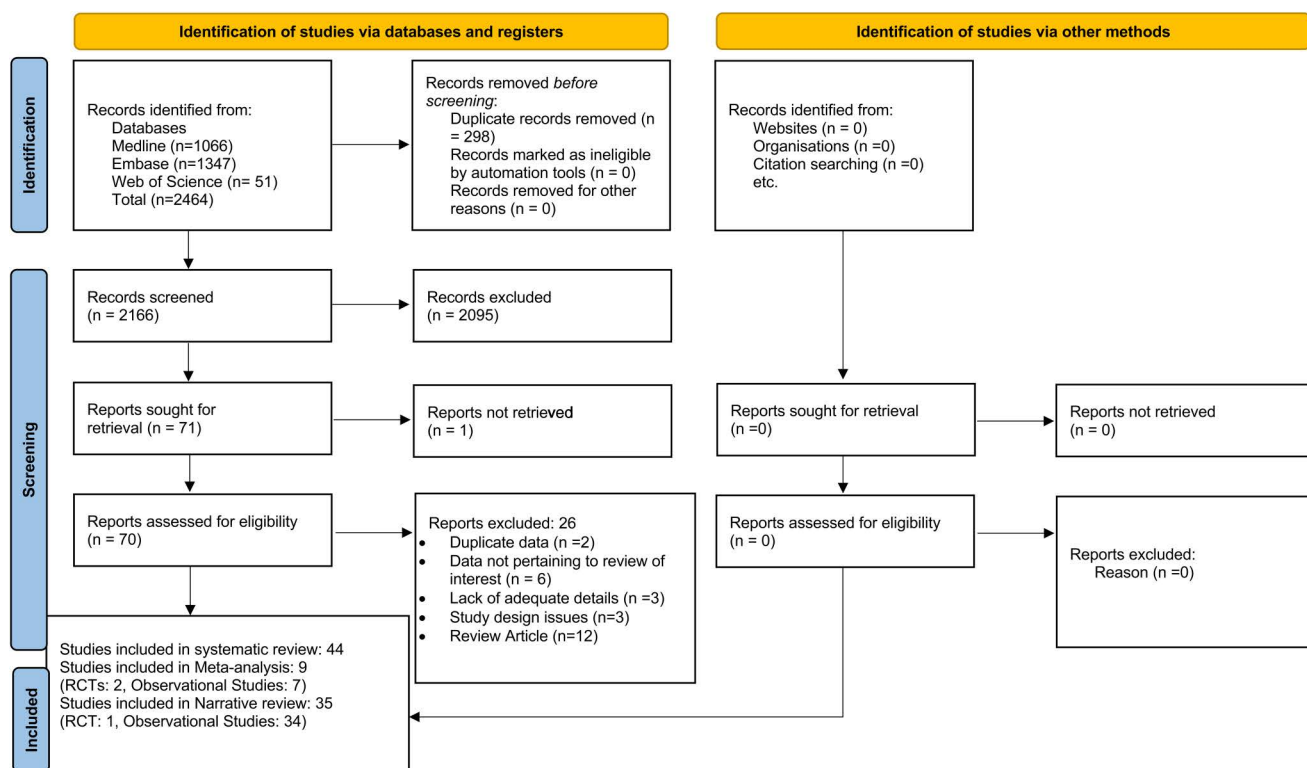 Identification of studies via databases and registers
Identification of studies via other methods
Identification
Records identified from:
Databases
Medline (n=1066)
Embase (n=1347)
Web of Science (n= 51)
Total (n=2464)
Records removed before
screening:
Duplicate records removed (n
= 298)
Records marked as ineligible
by automation tools (n = 0)
Records removed for other
reasons (n = 0)
Records identified from:
Websites (n = 0)
Organisations (n =0)
Citation searching (n =0)
etc.
Screening
Records screened
(n = 2166)
Records excluded
(n = 2095)
Reports sought for
retrieval (n = 71)
Reports not retrieved
(n = 1)
Reports sought for retrieval
(n =0)
Reports not retrieved
(n = 0)
Reports assessed for eligibility
(n = 70)
Reports excluded: 26
• Duplicate data (n =2)
• Data not pertaining to review of
interest (n = 6)
• Lack of adequate details (n =3)
• Study design issues (n=3)
• Review Article (n=12)
Reports assessed for eligibility
(n = 0)
Reports excluded:
Reason (n =0)
Included
Studies included in systematic review: 44
Studies included in Meta-analysis: 9
(RCTs: 2, Observational Studies: 7)
Studies included in Narrative review: 35
(RCT: 1, Observational Studies: 34)